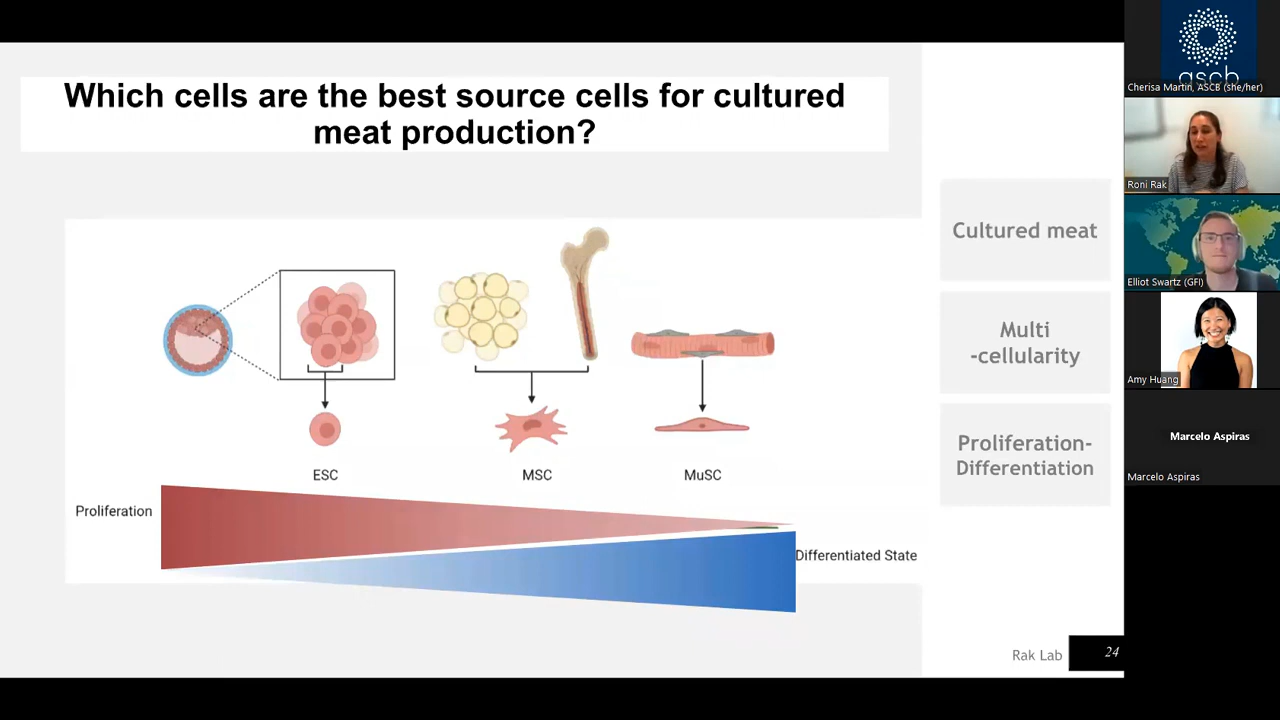 Which cells are the best source cells for cultured
meat production?
ESC
MSC
MuSC
Proliferation
Differentiated State
Cultured meat
Multi
-cellularity
Proliferation-
Differentiation
Rak Lab
24
ascb
Cherisa Martin, ASCB (she/her)
Roni Rak
Elliot Swartz (GFI)
Amy Huang
Marcelo Aspiras
Marcelo Aspiras